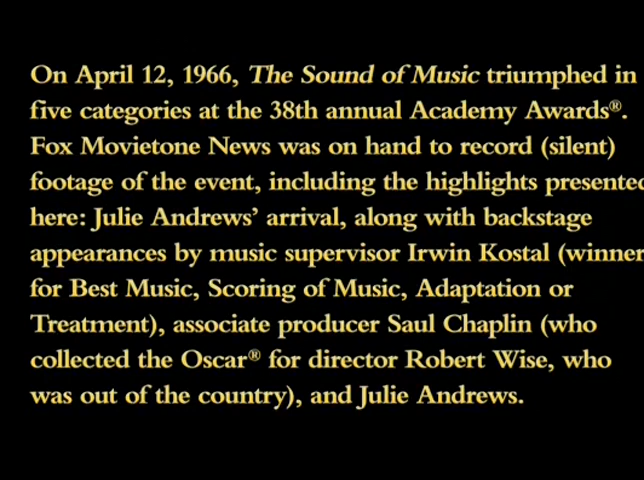 On April 12, 1966, The Sound of Music triumphed in
five categories at the 38th annual Academy Awards®.
Fox Movietone News was on hand to record (silent)
footage of the event, including the highlights presented
here: Julie Andrews’ arrival, along with backstage
appearances by music supervisor Irwin Kostal (winner
for Best Music, Scoring of Music, Adaptation or
Treatment), associate producer Saul Chaplin (who
collected the Oscar® for director Robert Wise, who
was out of the country), and Julie Andrews.